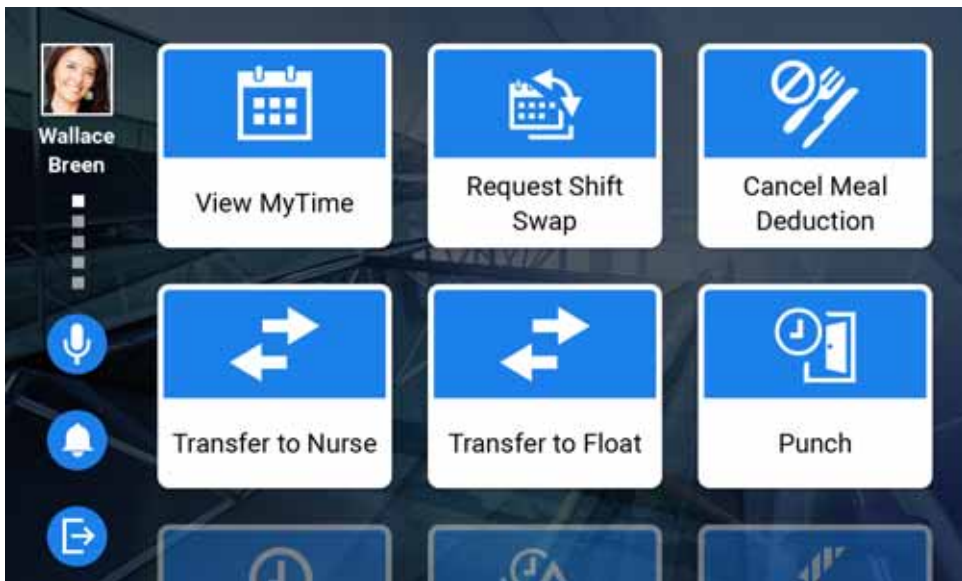 Wallace
Breen
View MyTime
Request Shift
Swap
Cancel Meal
Deduction
Transfer to Nurse
Transfer to Float
Punch